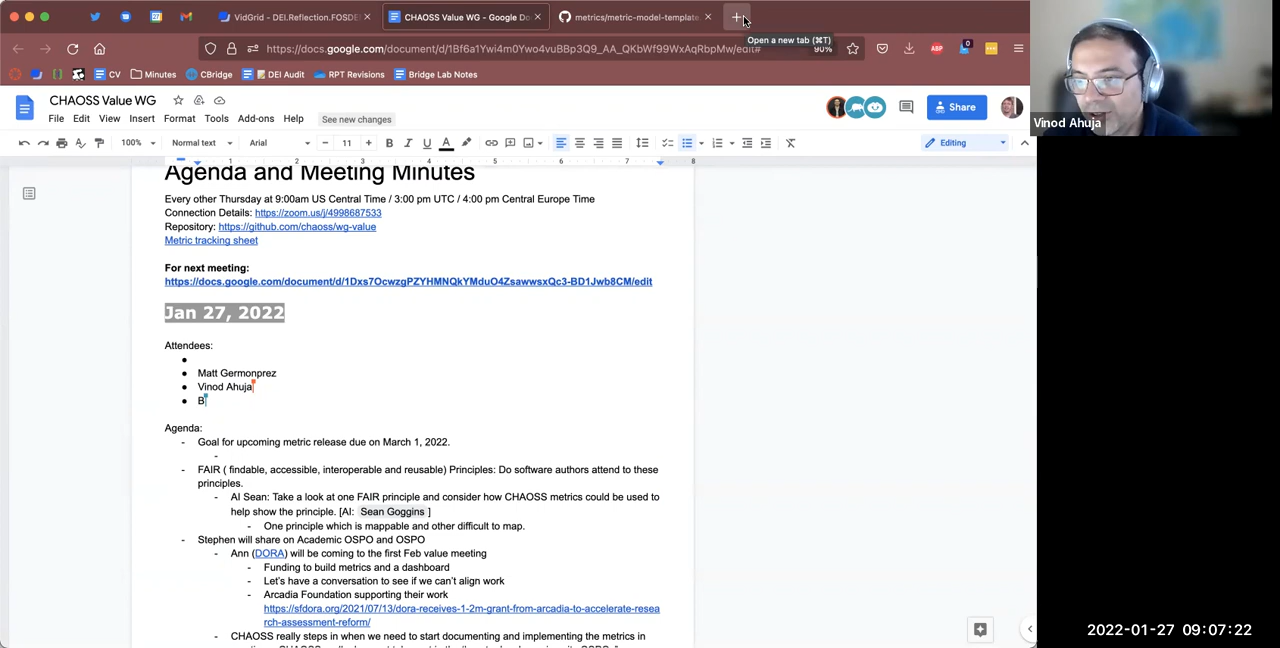 VidGrid - DEI.Reflection.FOSDE
CHAOSS Value WG - Google Do
metrics/metric-model-template
Open a new tab (⌘T)
https://docs.google.com/document/d/1Bf6a1Ywi4m0Ywo4vuBBp3Q9_AA_QKbWf99WxAqRbpMw/edit#
90%
ABP
0
CV
Minutes
CBridge
DEI Audit
RPT Revisions
Bridge Lab Notes
CHAOSS Value WG
File Edit View Insert Format Tools Add-ons Help
See new changes
Share
100%
Normal text
Arial
11
B I U A
Editing
1 2 3 4 5 6 7 8
Agenda and Meeting Minutes
Every other Thursday at 9:00am US Central Time / 3:00 pm UTC / 4:00 pm Central Europe Time
Connection Details: https://zoom.us/j/4998687533
Repository: https://github.com/chaoss/wg-value
Metric tracking sheet
For next meeting:
https://docs.google.com/document/d/1Dxs7OcwzgPZYHMNQkYMduO4ZsawwsxQc3-BD1Jwb8CM/edit
Jan 27, 2022
Attendees:
Matt Germonprez
Vinod Ahuja
B
Agenda:
- Goal for upcoming metric release due on March 1, 2022.
-
- FAIR ( findable, accessible, interoperable and reusable) Principles: Do software authors attend to these
principles.
- AI Sean: Take a look at one FAIR principle and consider how CHAOSS metrics could be used to
help show the principle. [AI: Sean Goggins ]
- One principle which is mappable and other difficult to map.
- Stephen will share on Academic OSPO and OSPO
- Ann (DORA) will be coming to the first Feb value meeting
- Funding to build metrics and a dashboard
- Let's have a conversation to see if we can't align work
- Arcadia Foundation supporting their work
https://sfdora.org/2021/07/13/dora-receives-1-2m-grant-from-arcadia-to-accelerate-resea
rch-assessment-reform/
- CHAOSS really steps in when we need to start documenting and implementing the metrics in
Vinod Ahuja
2022-01-27 09:07:22